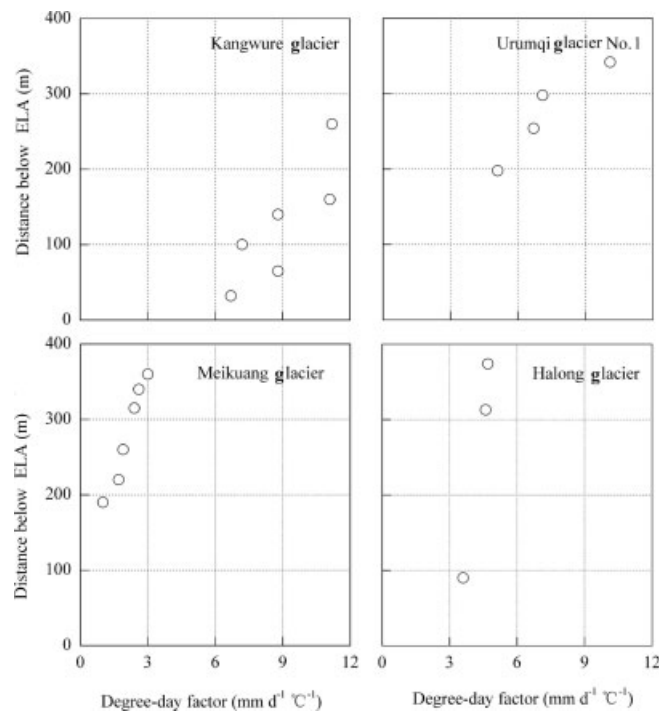 400
Kangwure glacier
Urumqi glacier No. 1
300
Distance below ELA (m)
200
100
0
400
Meikuang glacier
Halong glacier
300
Distance below ELA (m)
200
100
0
0 3 6 9 12 0 3 6 9 12
Degree-day factor (mm d⁻¹ ℃⁻¹) Degree-day factor (mm d⁻¹ ℃⁻¹)